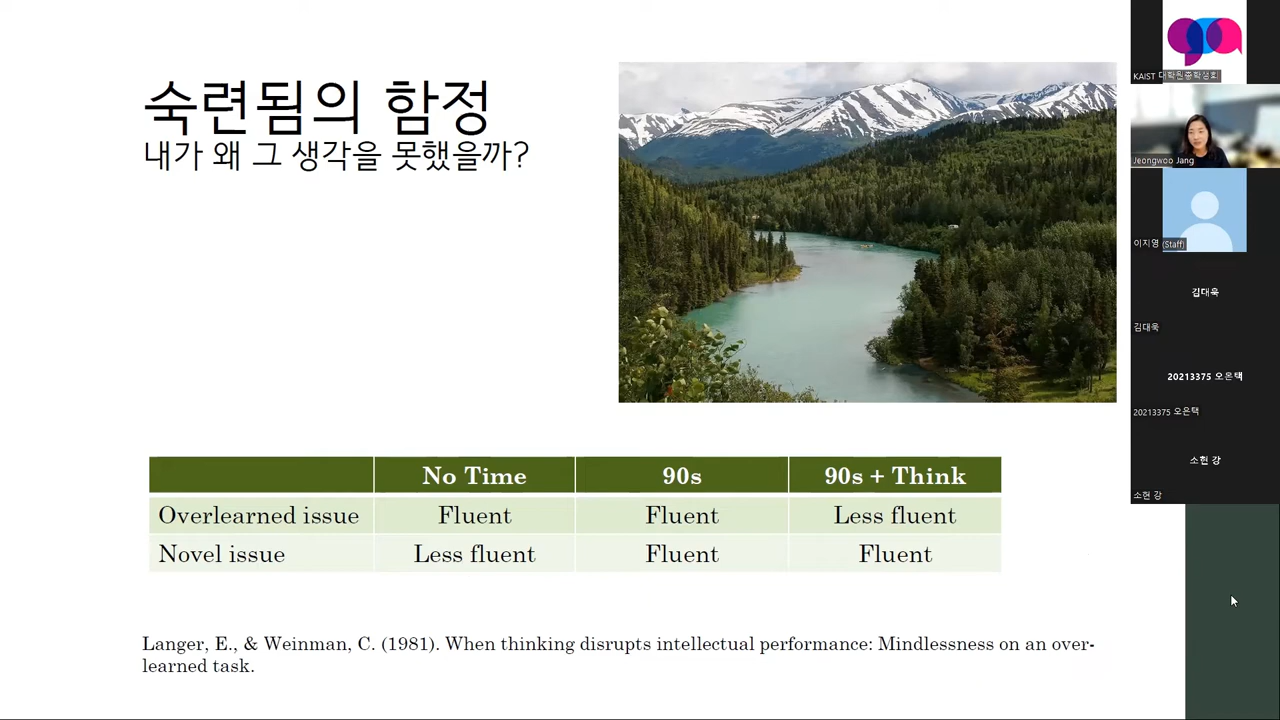 숙련됨의 함정
내가 왜 그 생각을 못했을까?
No Time 90s 90s + Think
Overlearned issue Fluent Fluent Less fluent
Novel issue Less fluent Fluent Fluent
Langer, E., & Weinman, C. (1981). When thinking disrupts intellectual performance: Mindlessness on an over-
learned task.
KAIST 대학원총학생회
Jeongwoo Jang
이지영 (Staff)
김대욱
김대욱
20213375 오은택
20213375 오은택
소현 강
소현 강